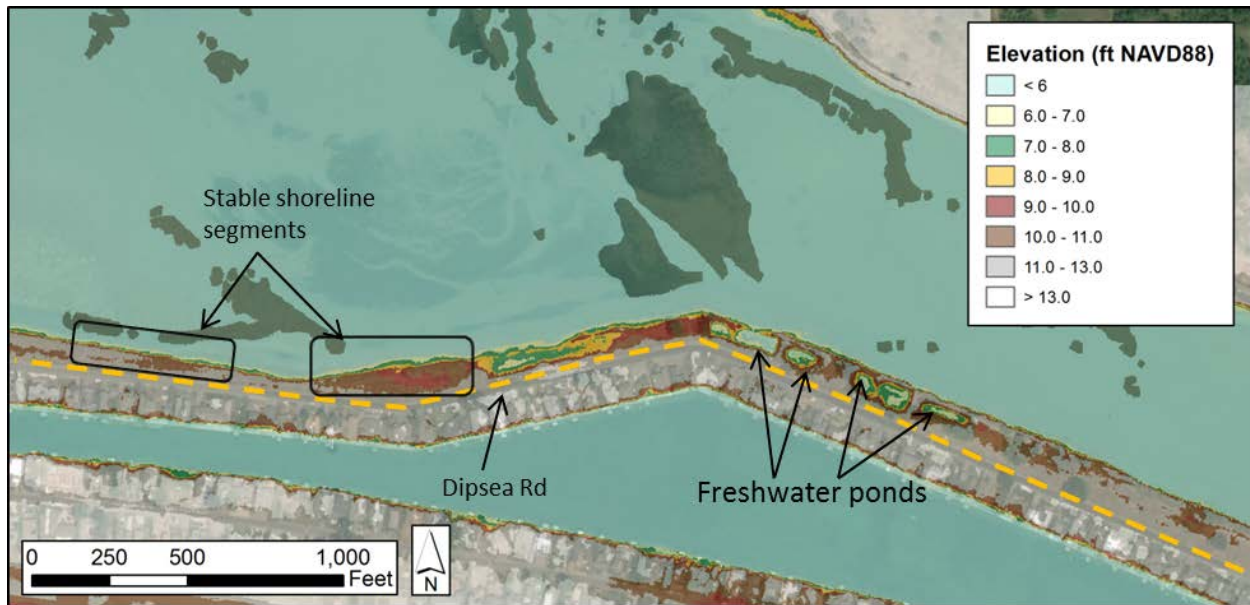 Elevation (ft NAVD88)
< 6
6.0 - 7.0
7.0 - 8.0
8.0 - 9.0
9.0 - 10.0
10.0 - 11.0
11.0 - 13.0
> 13.0
Stable shoreline
segments
Dipsea Rd
Freshwater ponds
0 250 500 1,000
Feet
N